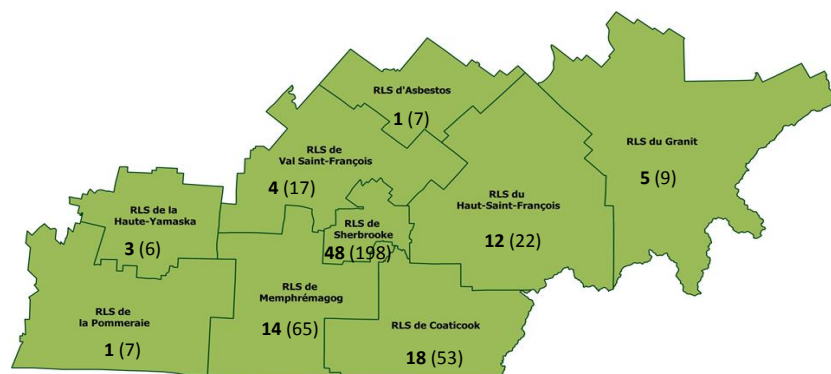 RLS d'Asbestos
1 (7)
RLS du Granit
5 (9)
RLS de
Val Saint-François
4 (17)
RLS du
Haut-Saint-François
12 (22)
RLS de la
Haute-Yamaska
3 (6)
RLS de
Sherbrooke
48 (198)
RLS de
Memphrémagog
14 (65)
RLS de
la Pommeraie
1 (7)
RLS de Coaticook
18 (53)